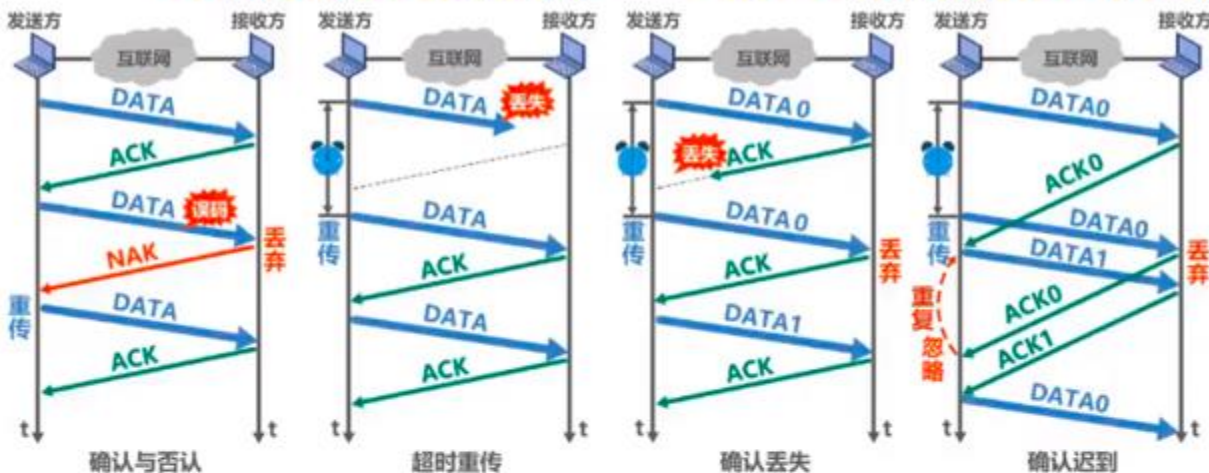 发送方
接收方
互联网
DATA
ACK
DATA
误码
丢弃
NAK
重传
DATA
ACK
t
t
确认与否认
发送方
接收方
互联网
DATA
丢失
重传
DATA
ACK
DATA
ACK
t
t
超时重传
发送方
接收方
互联网
DATA0
丢失
ACK
重传
DATA0
丢弃
ACK
DATA1
ACK
t
t
确认丢失
发送方
接收方
互联网
DATA0
ACK0
重传
DATA0
DATA1
丢弃
重复
忽略
ACK0
ACK1
DATA0
t
t
确认迟到